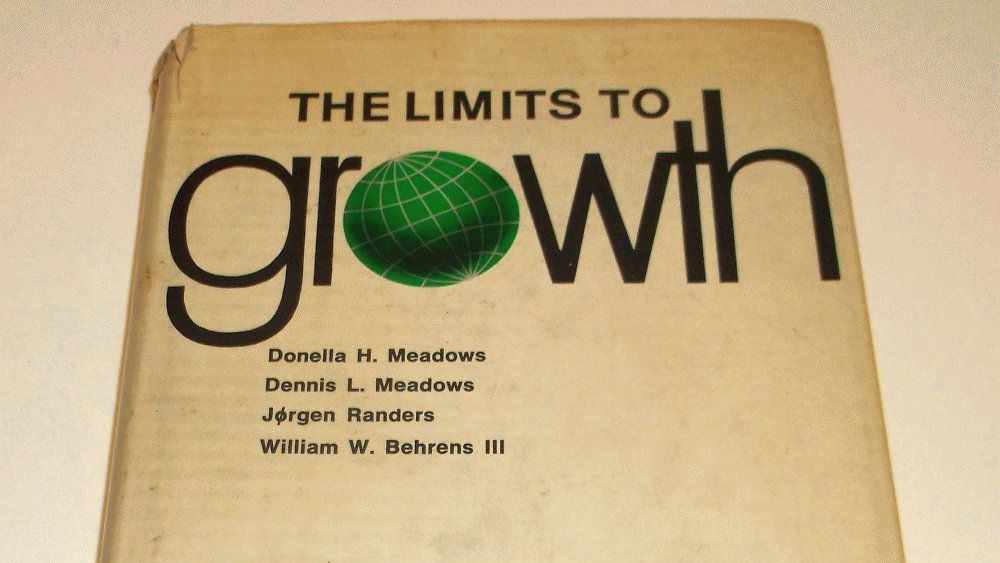 THE LIMITS TO
growth
Donella H. Meadows
Dennis L. Meadows
Jørgen Randers
William W. Behrens III